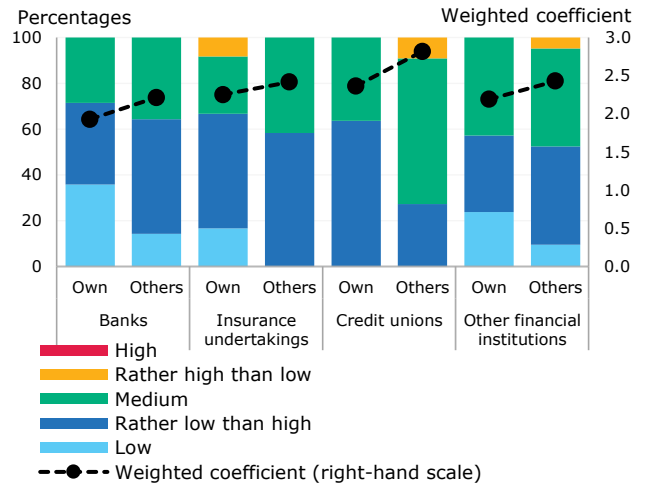 Percentages
Weighted coefficient
100
80
60
40
20
0
3.0
2.5
2.0
1.5
1.0
0.5
0.0
Own Others Own Others Own Others Own Others
Banks
Insurance undertakings
Credit unions
Other financial institutions
High
Rather high than low
Medium
Rather low than high
Low
Weighted coefficient (right-hand scale)